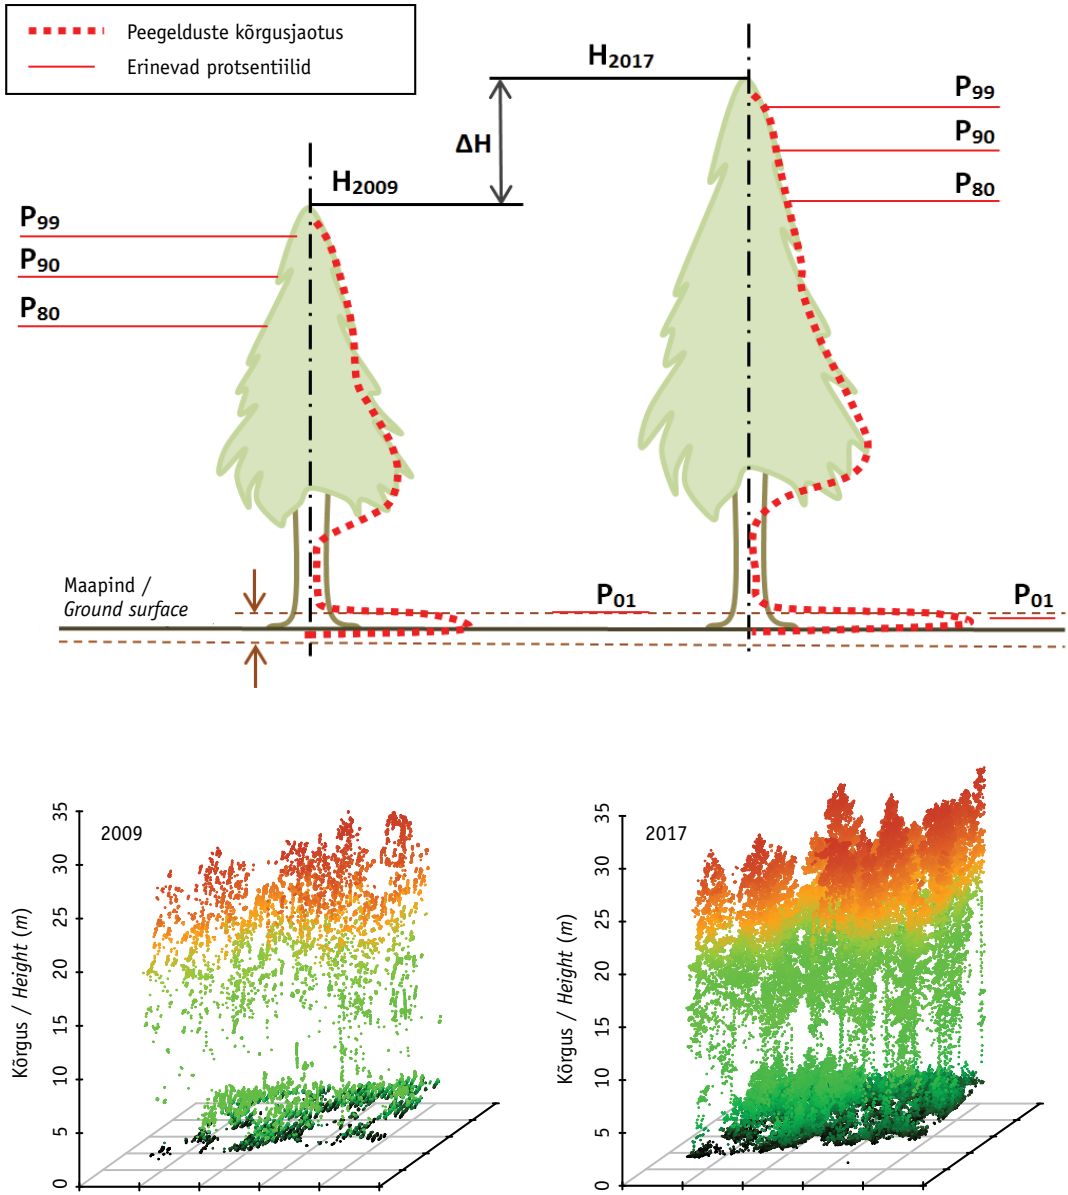 Peegelduste kõrgusjaotus
Erinevad protsentiilid
H2017
P99
P90
ΔH
H2009
P80
P99
P90
P80
Maapind /
Ground surface
P01
P01
2009
35
30
25
20
15
10
5
0
Kõrgus / Height (m)
2017
35
30
25
20
15
10
5
0
Kõrgus / Height (m)